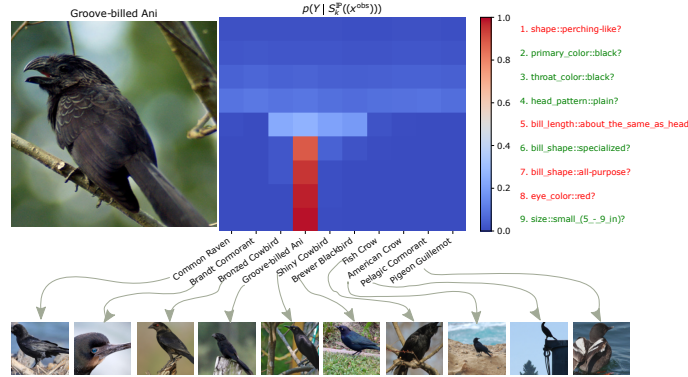 Groove-billed Ani
p(Y | S_k^ℙ((x^obs)))
1.0
0.8
0.6
0.4
0.2
0.0
1. shape::perching-like?
2. primary_color::black?
3. throat_color::black?
4. head_pattern::plain?
5. bill_length::about_the_same_as_head
6. bill_shape::specialized?
7. bill_shape::all-purpose?
8. eye_color::red?
9. size::small_(5_-_9_in)?
Common Raven
Brandt Cormorant
Bronzed Cowbird
Groove-billed Ani
Shiny Cowbird
Brewer Blackbird
Fish Crow
American Crow
Pelagic Cormorant
Pigeon Guillemot